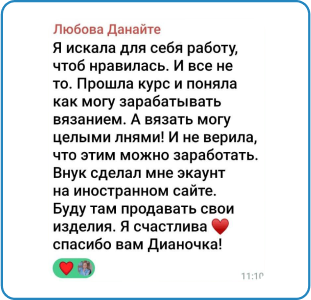 Любова Данайте
Я искала для себя работу,
чтоб нравилась. И все не
то. Прошла курс и поняла
как могу зарабатывать
вязанием. А вязать могу
целыми лнями! И не верила,
что этим можно заработать.
Внук сделал мне экаунт
на иностранном сайте.
Буду там продавать свои
изделия. Я счастлива ♥️
спасибо вам Дианочка!
11:10